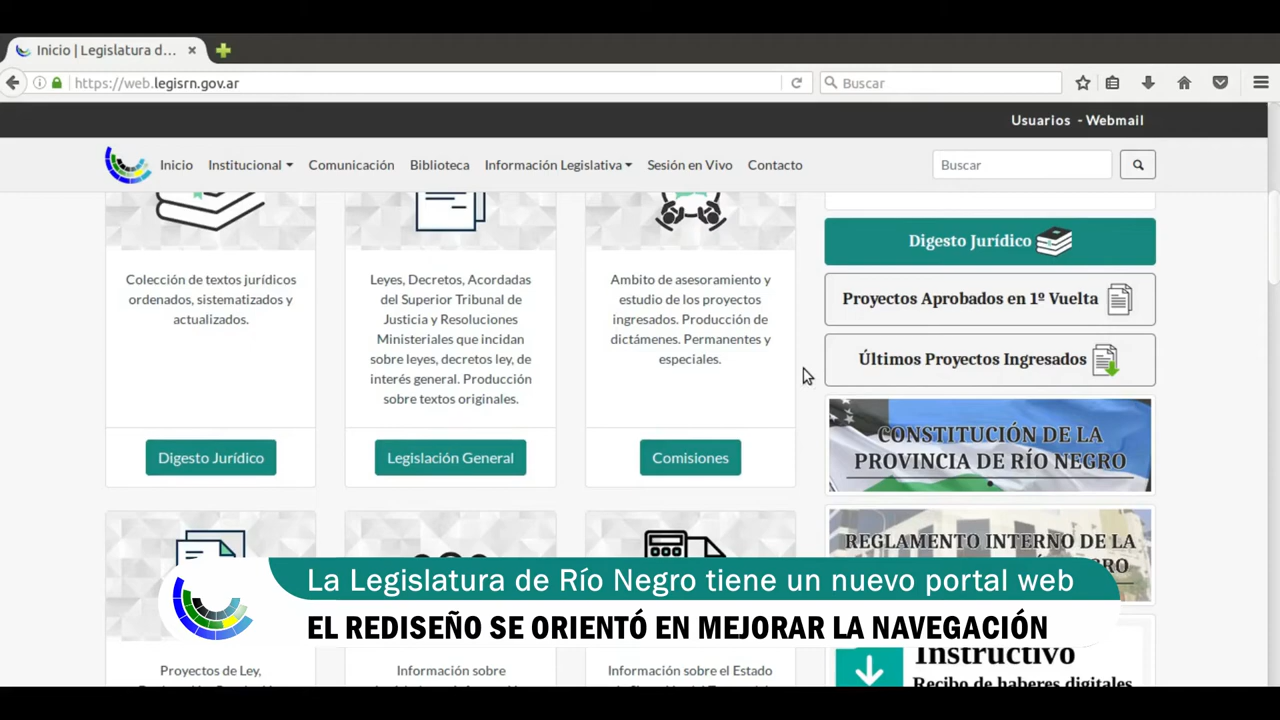 Inicio | Legislatura d...
https://web.legisrn.gov.ar
Buscar
Usuarios - Webmail
Inicio
Institucional
Comunicación
Biblioteca
Información Legislativa
Sesión en Vivo
Contacto
Buscar
Colección de textos jurídicos
ordenados, sistematizados y
actualizados.
Digesto Jurídico
Leyes, Decretos, Acordadas
del Superior Tribunal de
Justicia y Resoluciones
Ministeriales que incidan
sobre leyes, decretos ley, de
interés general. Producción
sobre textos originales.
Legislación General
Ambito de asesoramiento y
estudio de los proyectos
ingresados. Producción de
dictámenes. Permanentes y
especiales.
Comisiones
Digesto Jurídico
Proyectos Aprobados en 1º Vuelta
Últimos Proyectos Ingresados
CONSTITUCIÓN DE LA
PROVINCIA DE RÍO NEGRO
REGLAMENTO INTERNO DE LA
La Legislatura de Río Negro tiene un nuevo portal web
EL REDISEÑO SE ORIENTÓ EN MEJORAR LA NAVEGACIÓN
Proyectos de Ley,
Información sobre
Información sobre el Estado
Instructivo
Recibo de haberes digitales